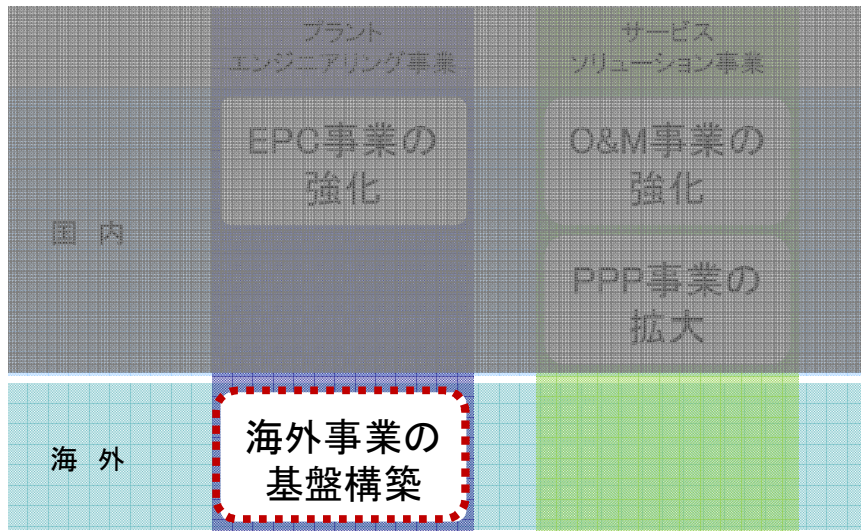 プラント
エンジニアリング事業
サービス
ソリューション事業
EPC事業の
強化
O&M事業の
強化
国 内
PPP事業の
拡大
海 外
海外事業の
基盤構築